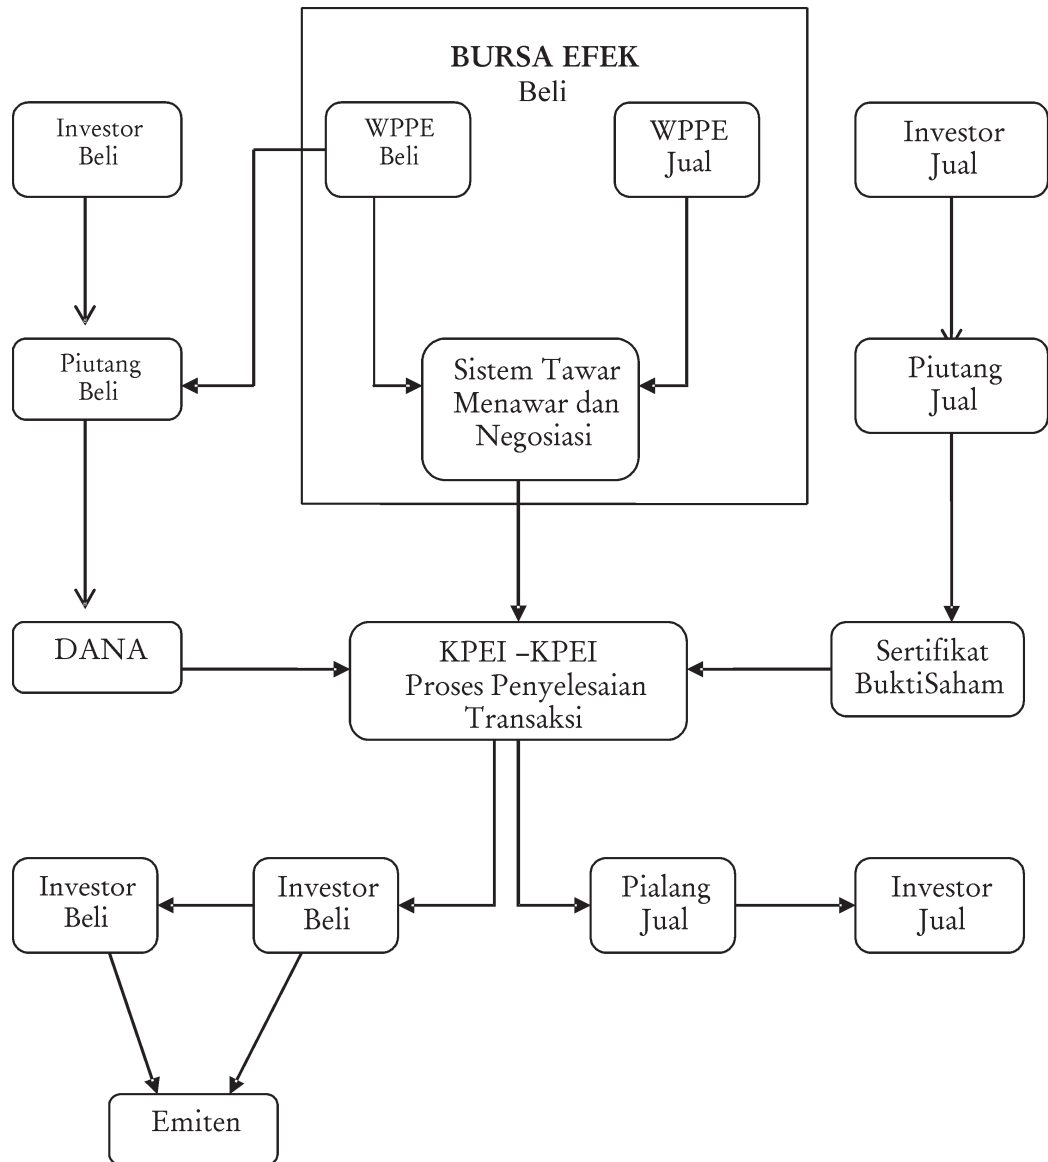 BURSA EFEK
Beli
Investor
Beli
WPPE
Beli
WPPE
Jual
Investor
Jual
Piutang
Beli
Sistem Tawar
Menawar dan
Negosiasi
Piutang
Jual
DANA
KPEI –KPEI
Proses Penyelesaian
Transaksi
Sertifikat
BuktiSaham
Investor
Beli
Investor
Beli
Pialang
Jual
Investor
Jual
Emiten